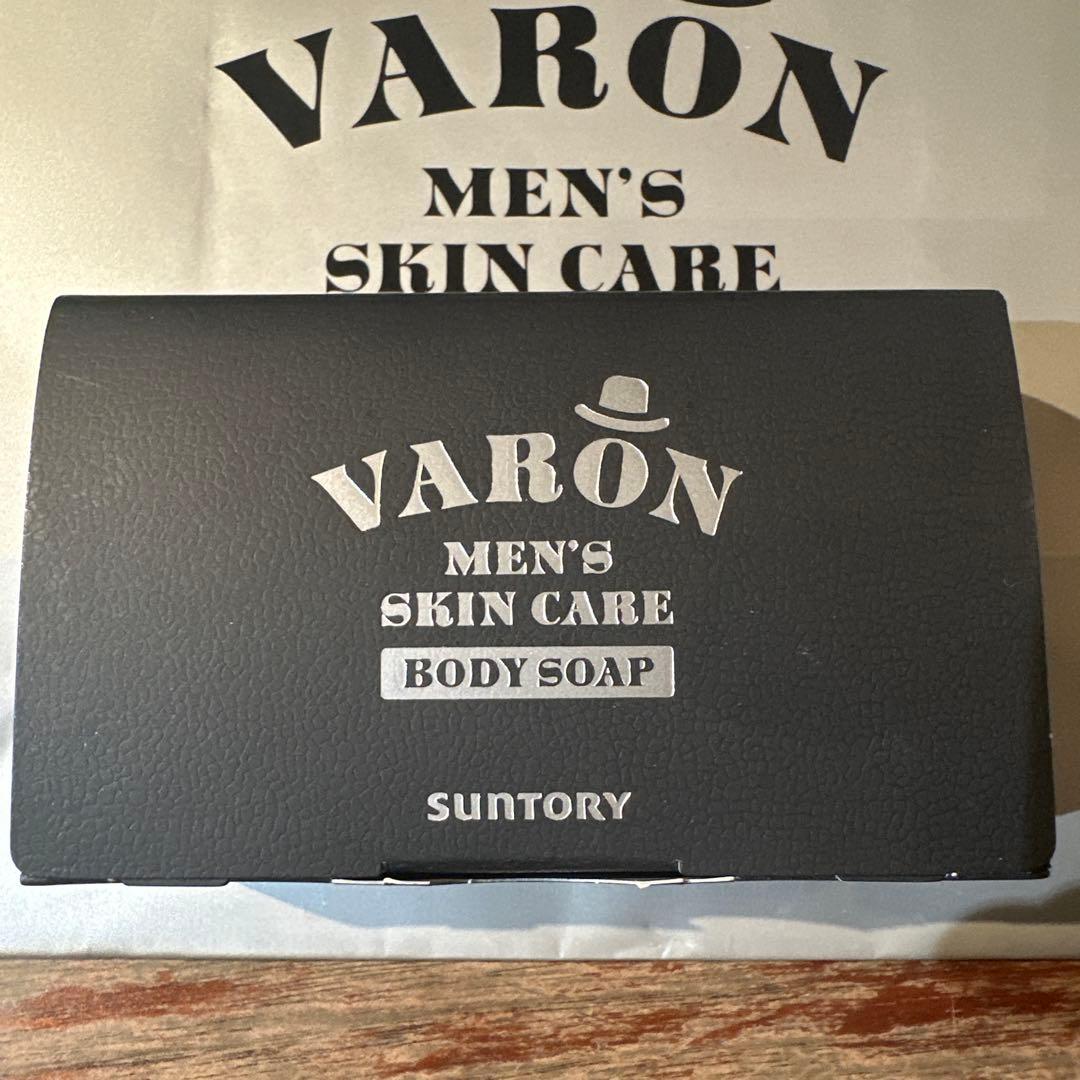 VARON
MEN'S
SKIN CARE
VARON
MEN'S
SKIN CARE
BODY SOAP
SUNTORY